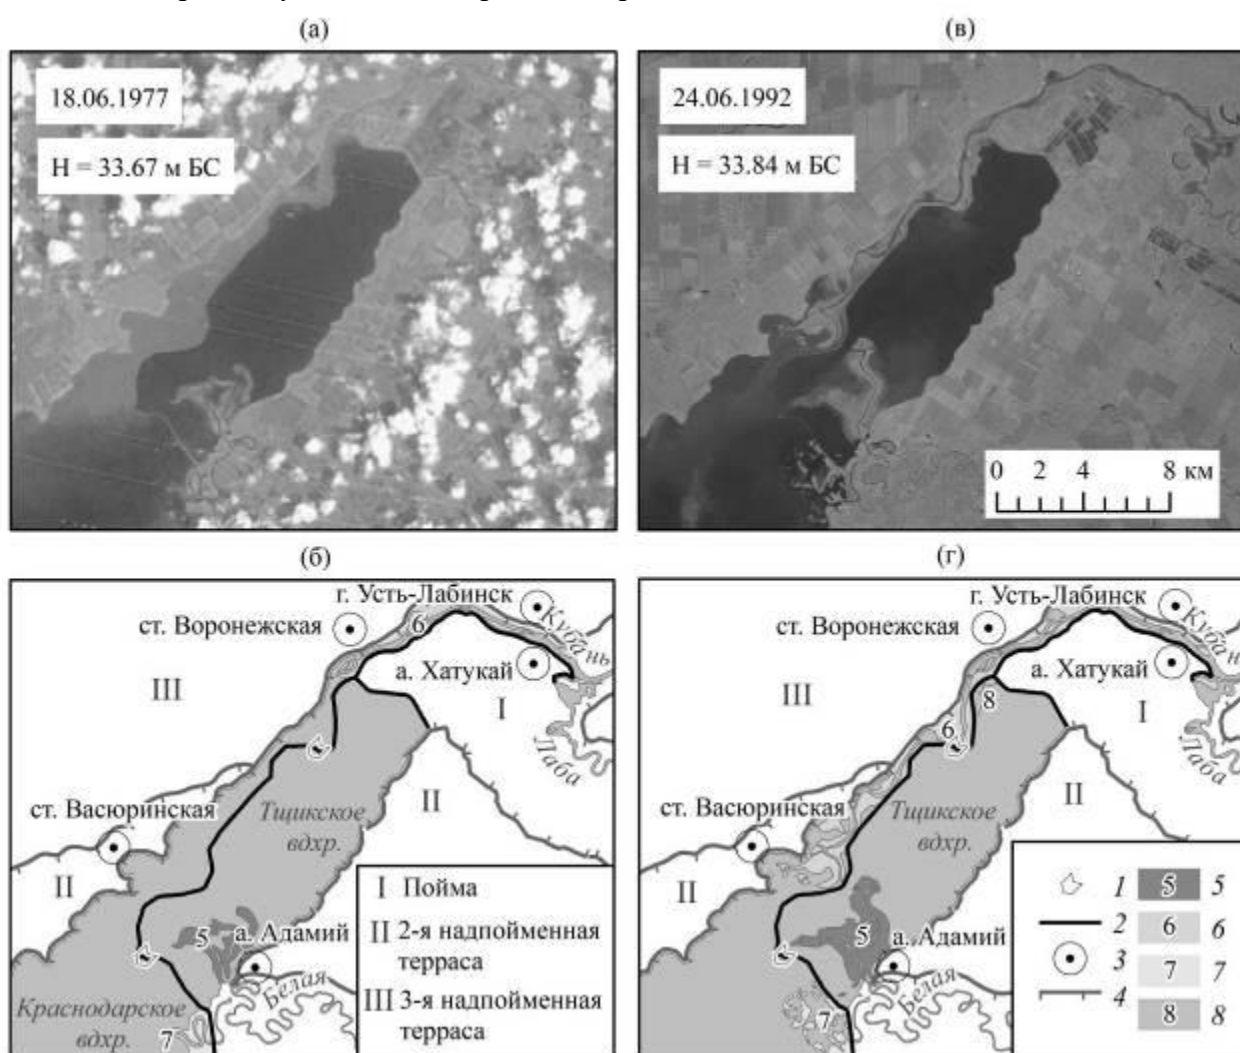 (а)
(в)
18.06.1977
H = 33.67 м БС
24.06.1992
H = 33.84 м БС
0 2 4 8 км
(б)
(г)
г. Усть-Лабинск
ст. Воронежская
6
Кубань
а. Хатукай
III
I
Лаба
II
Тщикское
вдхр.
ст. Васюринская
II
5
а. Адамий
Белая
Краснодарское
вдхр.
7
I Пойма
II 2-я надпойменная
терраса
III 3-я надпойменная
терраса
г. Усть-Лабинск
ст. Воронежская
Кубань
а. Хатукай
III
8
I
6
Лаба
II
Тщикское
вдхр.
ст. Васюринская
II
5
а. Адамий
Белая
7
1 5 5
2 6 6
3 7 7
4 8 8